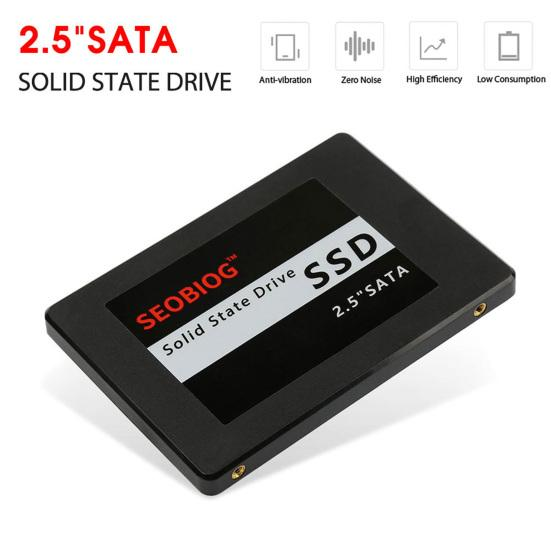 2.5"SATA
SOLID STATE DRIVE
Anti-vibration
Zero Noise
High Efficiency
Low Consumption
SEOBIOG™
Solid State Drive
SSD
2.5"SATA